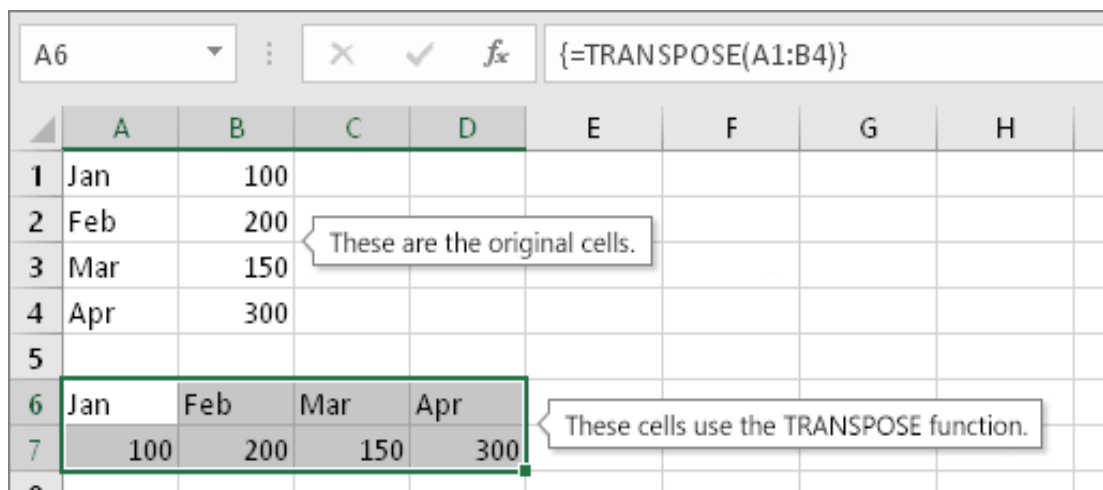 A6 fx {=TRANSPOSE(A1:B4)}
A B C D E F G H
1 Jan 100
2 Feb 200
These are the original cells.
3 Mar 150
4 Apr 300
5
6 Jan Feb Mar Apr
These cells use the TRANSPOSE function.
7 100 200 150 300